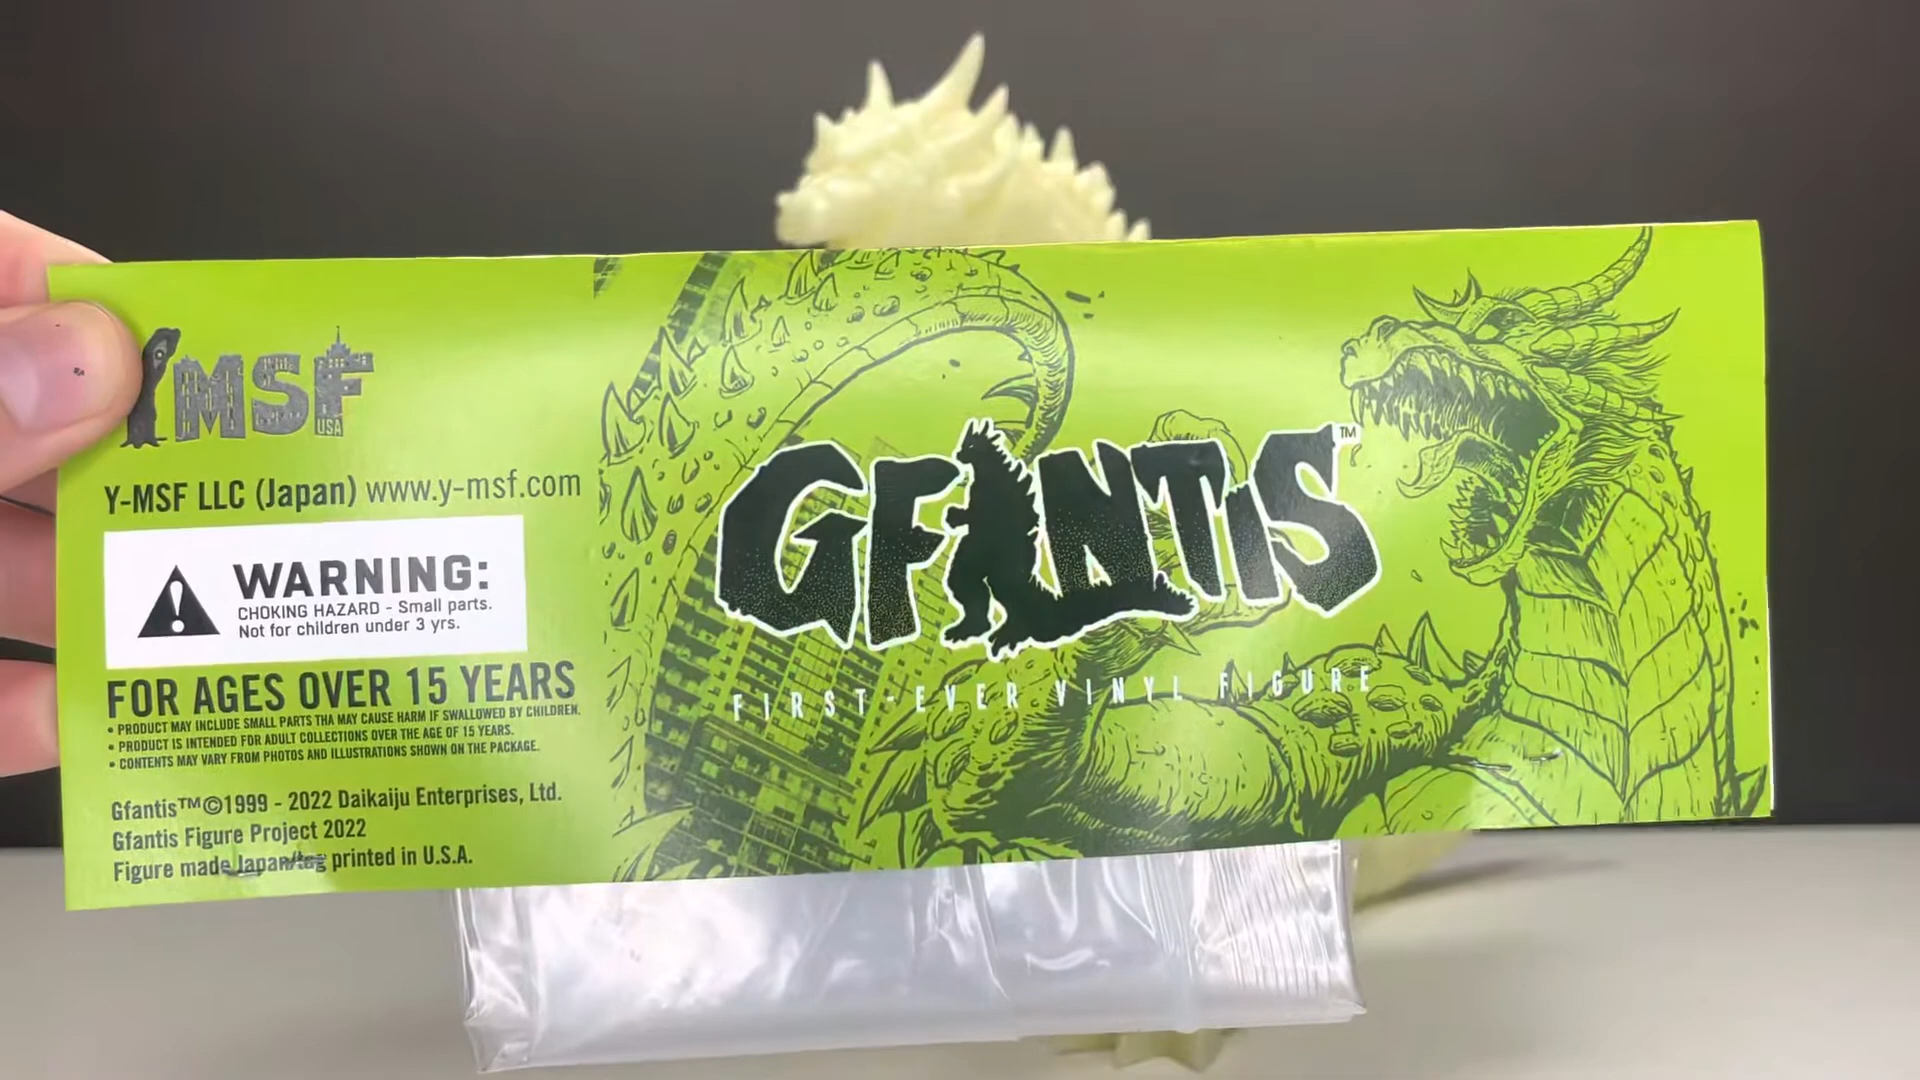 YMSF
USA
Y-MSF LLC (Japan) www.y-msf.com
WARNING:
CHOKING HAZARD - Small parts.
Not for children under 3 yrs.
FOR AGES OVER 15 YEARS
• PRODUCT MAY INCLUDE SMALL PARTS THA MAY CAUSE HARM IF SWALLOWED BY CHILDREN.
• PRODUCT IS INTENDED FOR ADULT COLLECTIONS OVER THE AGE OF 15 YEARS.
• CONTENTS MAY VARY FROM PHOTOS AND ILLUSTRATIONS SHOWN ON THE PACKAGE.
Gfantis™©1999 - 2022 Daikaiju Enterprises, Ltd.
Gfantis Figure Project 2022
Figure made Japan/tag printed in U.S.A.
GFANTIS™
FIRST-EVER VINYL FIGURE